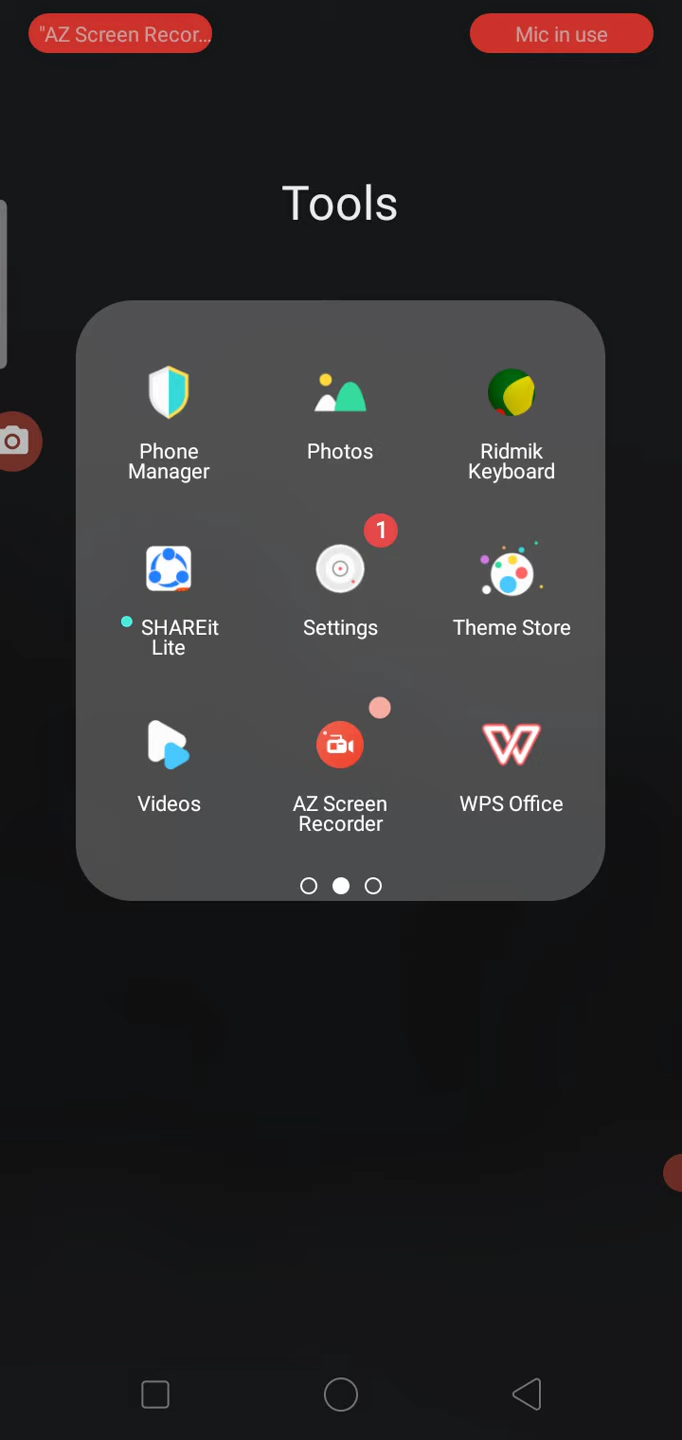 "AZ Screen Recor...
Mic in use
Tools
Phone
Manager
Photos
Ridmik
Keyboard
SHAREit
Lite
1
Settings
Theme Store
Videos
AZ Screen
Recorder
WPS Office